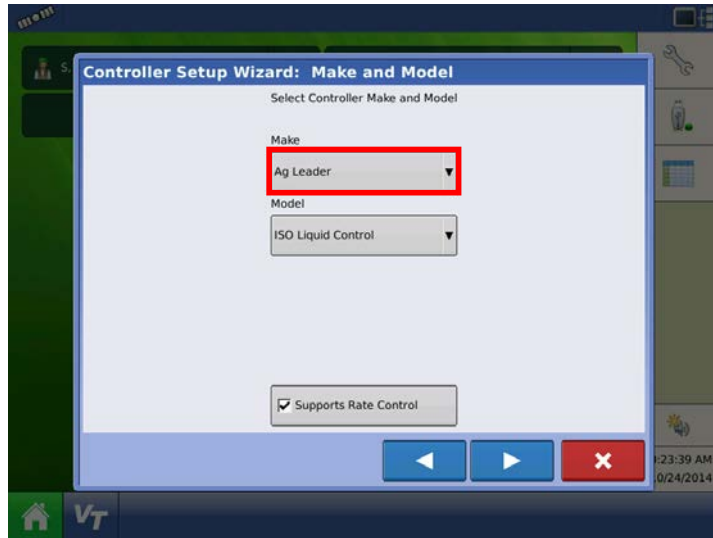 S,
Controller Setup Wizard: Make and Model
Select Controller Make and Model
Make
Ag Leader
Model
ISO Liquid Control
Supports Rate Control
:23:39 AM
0/24/2014
VT